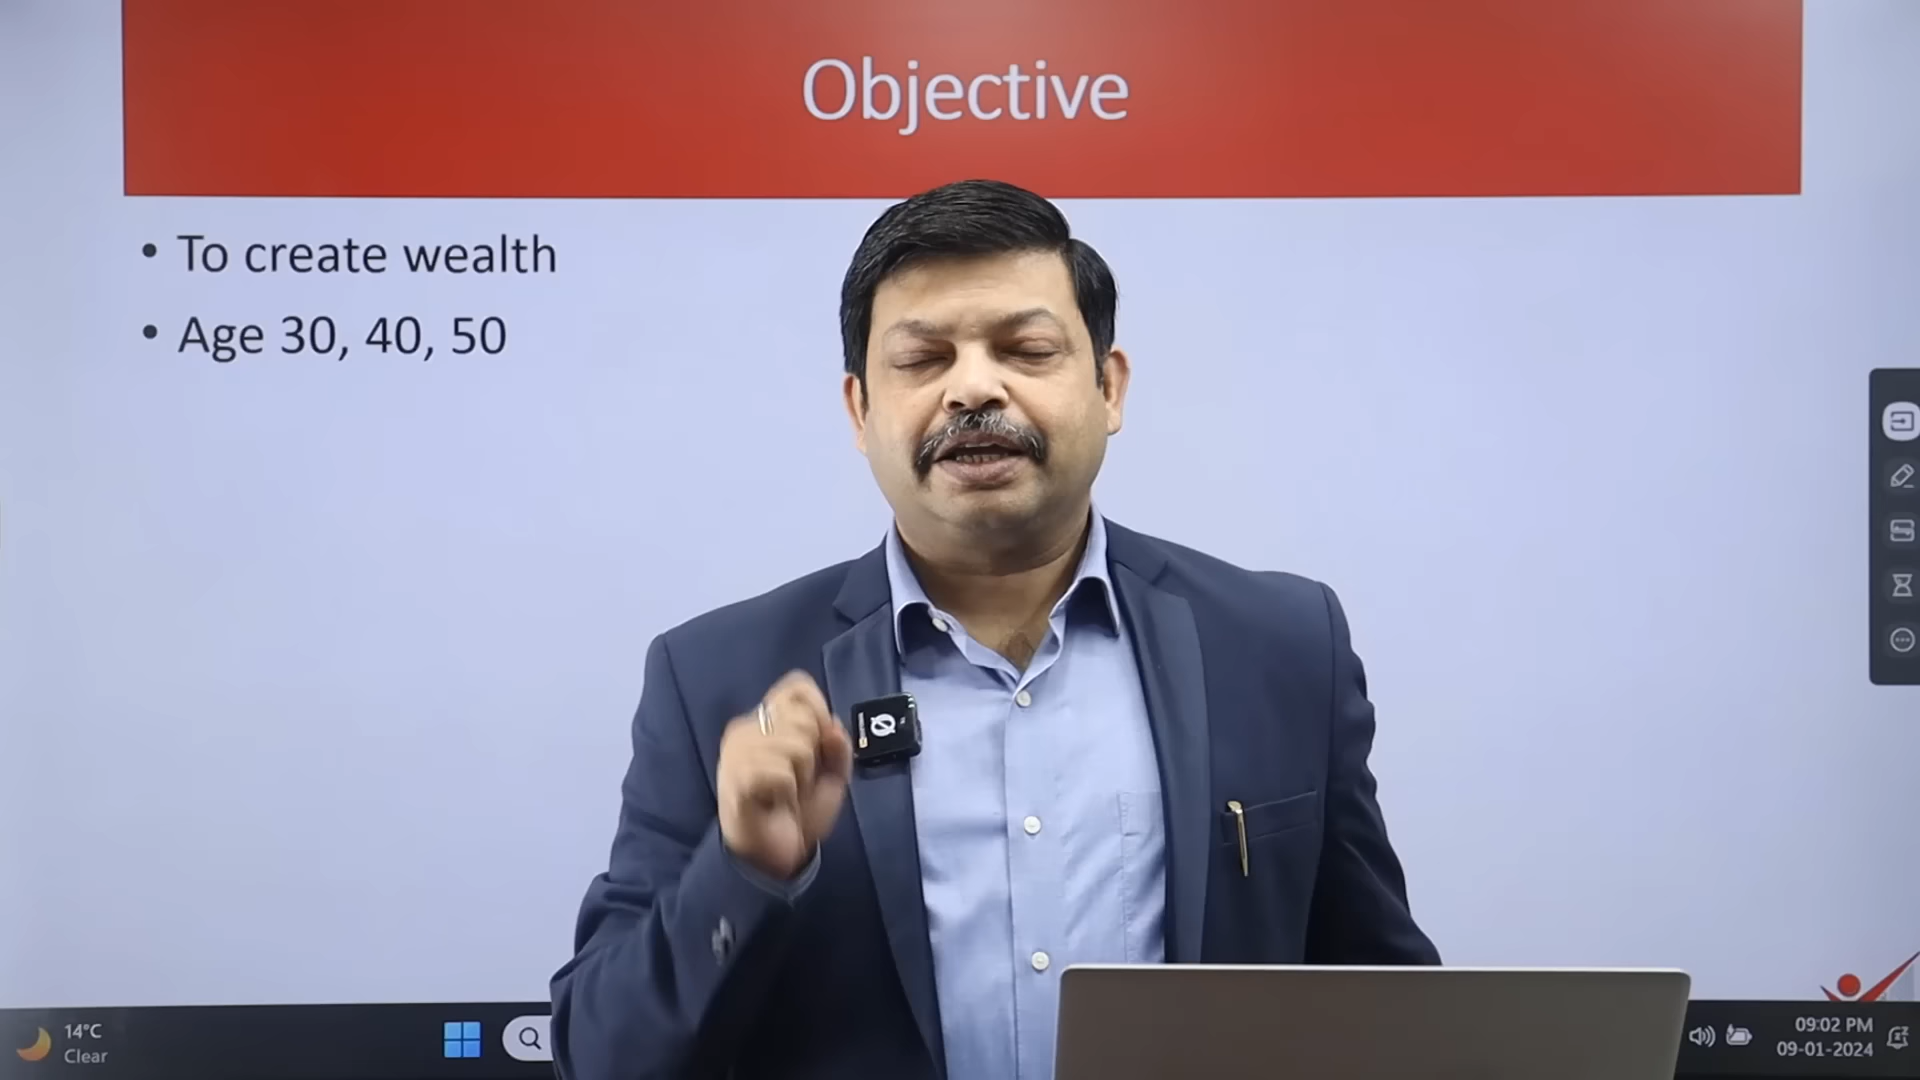 Objective
• To create wealth
• Age 30, 40, 50
14°C
Clear
09:02 PM
09-01-2024